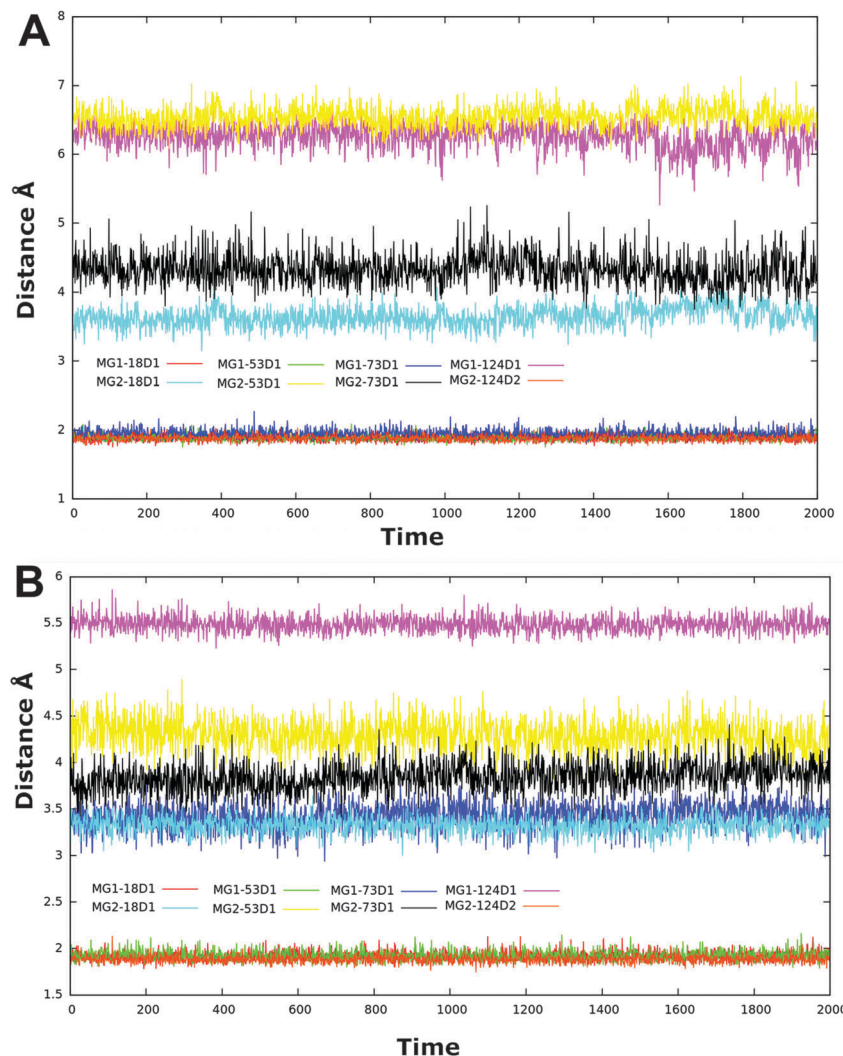 A
8
7
6
5
4
3
2
1
Distance Å
MG1-18D1 MG1-53D1 MG1-73D1 MG1-124D1
MG2-18D1 MG2-53D1 MG2-73D1 MG2-124D2
0 200 400 600 800 1000 1200 1400 1600 1800 2000
Time
B
6
5.5
5
4.5
4
3.5
3
2.5
2
1.5
Distance Å
MG1-18D1 MG1-53D1 MG1-73D1 MG1-124D1
MG2-18D1 MG2-53D1 MG2-73D1 MG2-124D2
0 200 400 600 800 1000 1200 1400 1600 1800 2000
Time